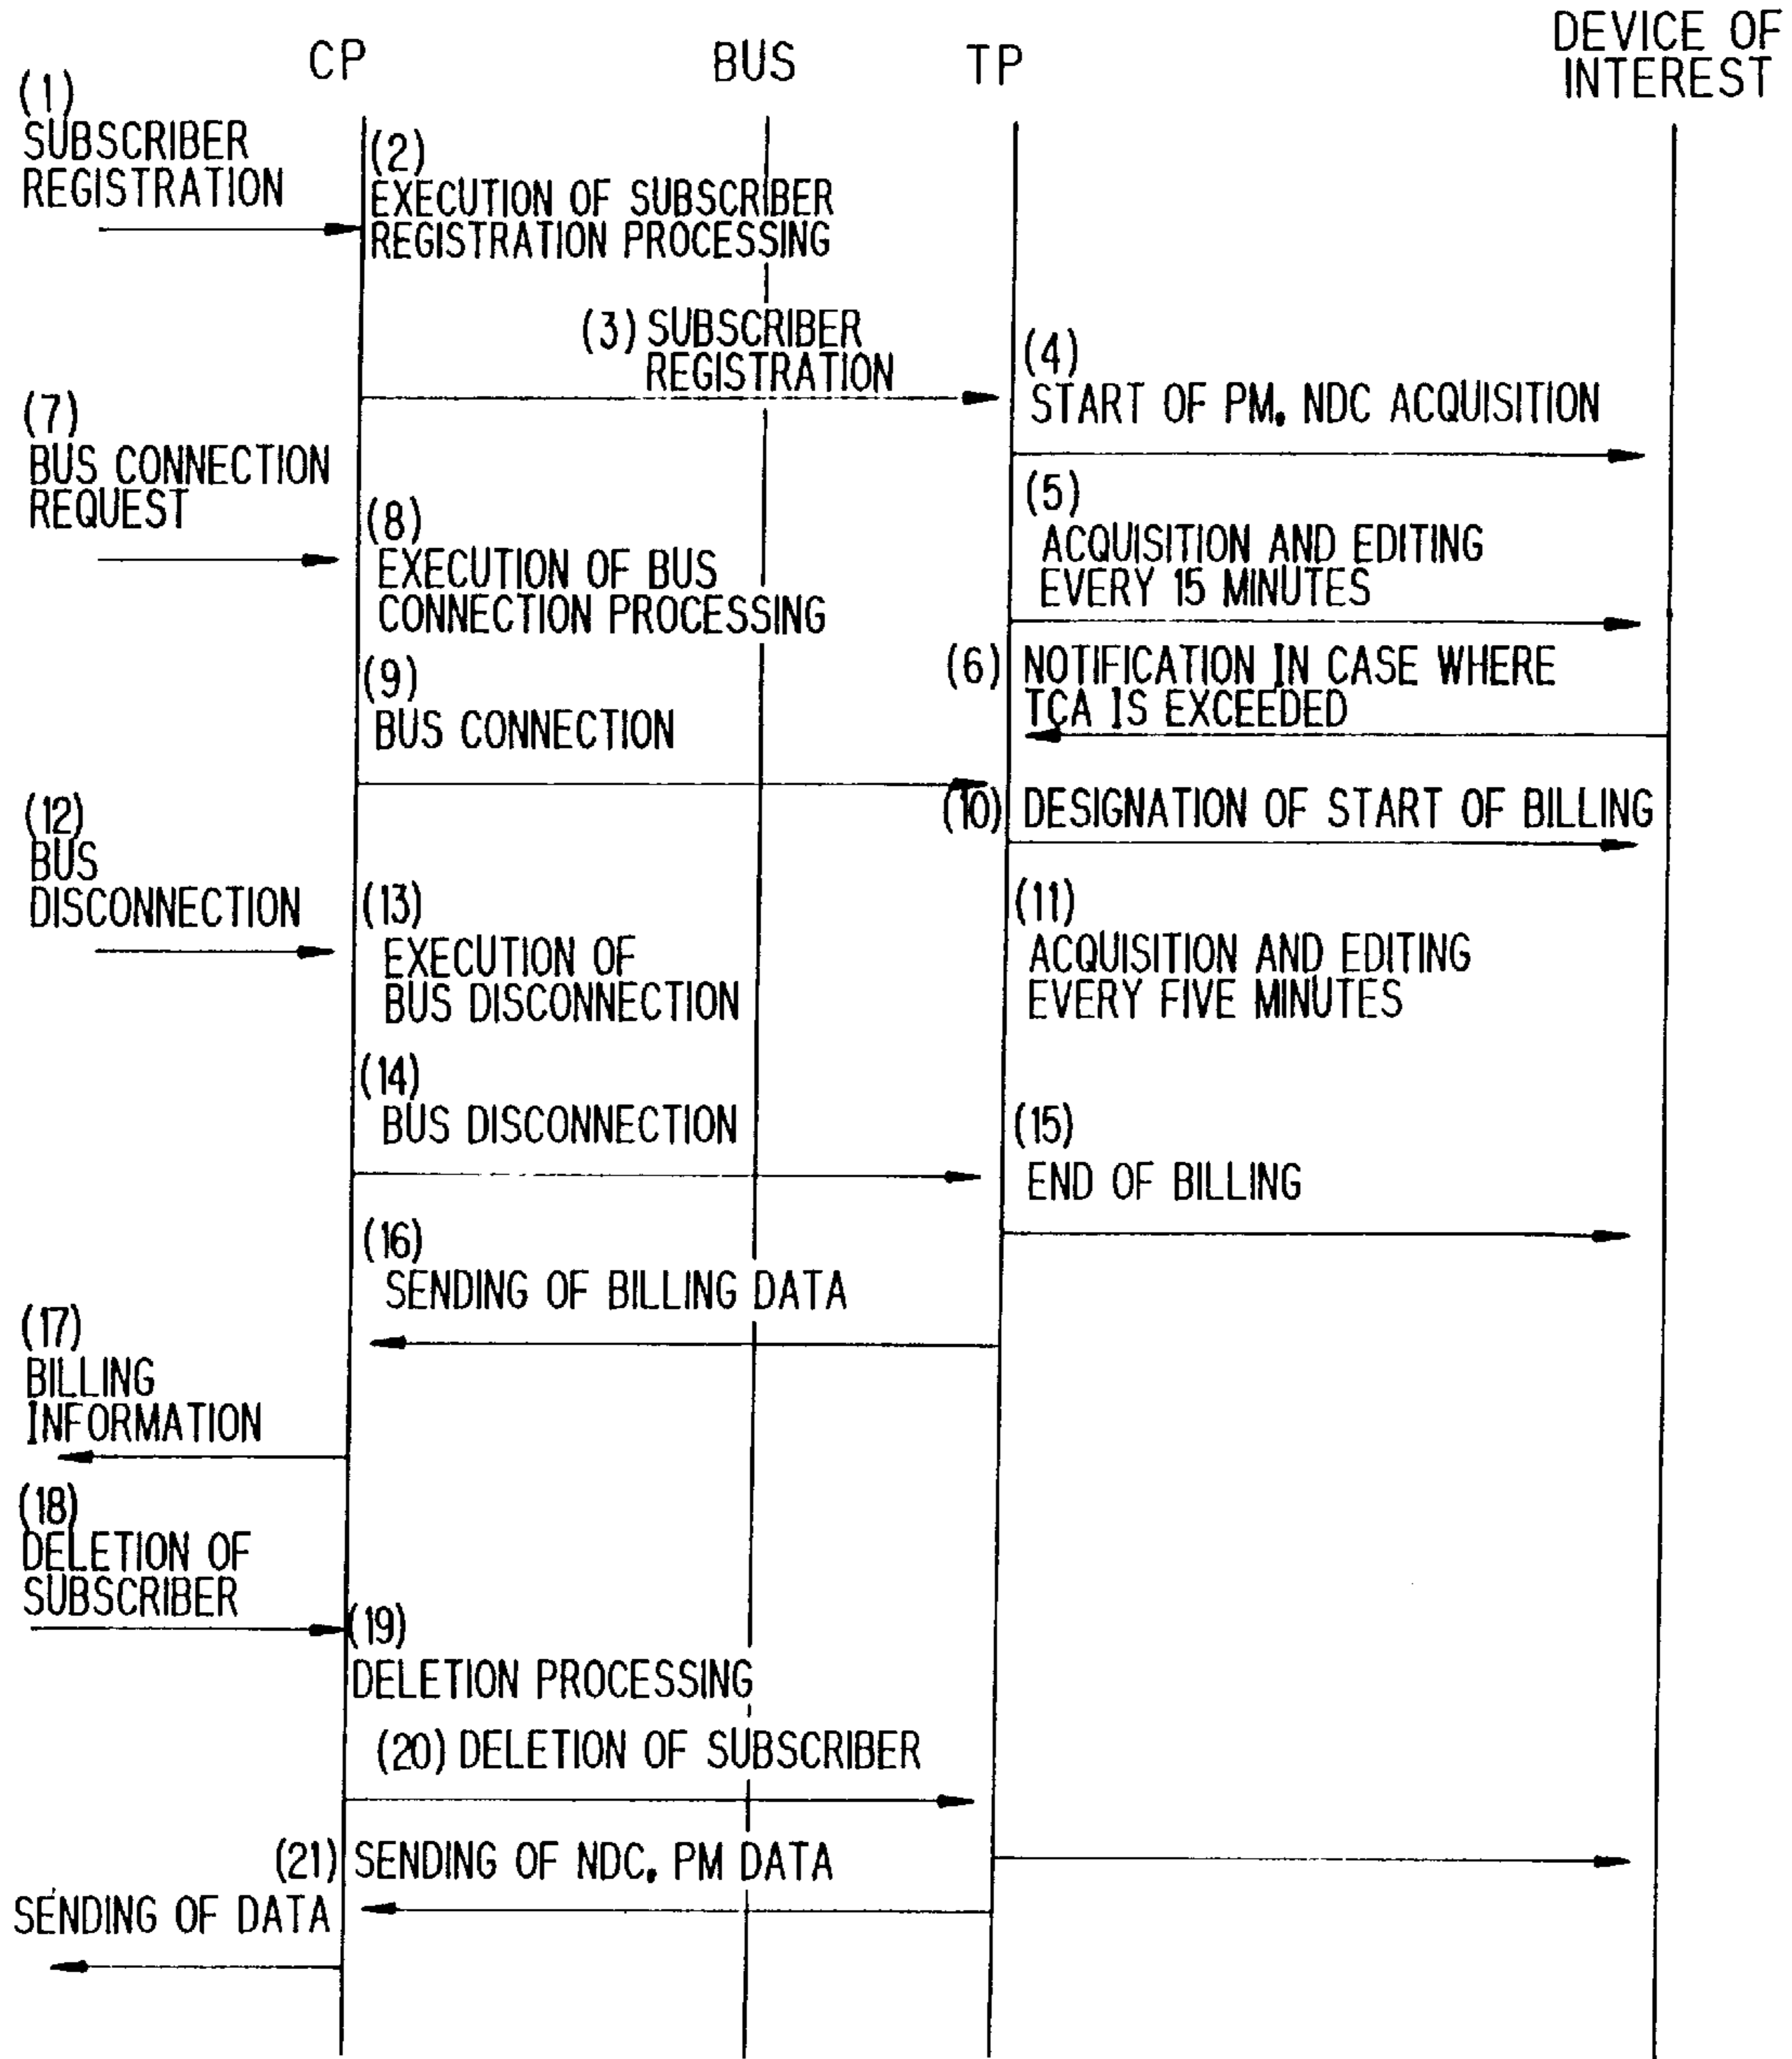 CP
BUS
TP
DEVICE OF
INTEREST
(1)
SUBSCRIBER
REGISTRATION
(2)
EXECUTION OF SUBSCRIBER
REGISTRATION PROCESSING
(3) SUBSCRIBER
REGISTRATION
(4)
START OF PM, NDC ACQUISITION
(5)
ACQUISITION AND EDITING
EVERY 15 MINUTES
(6) NOTIFICATION IN CASE WHERE
TCA IS EXCEEDED
(7)
BUS CONNECTION
REQUEST
(8)
EXECUTION OF BUS
CONNECTION PROCESSING
(9)
BUS CONNECTION
(10) DESIGNATION OF START OF BILLING
(11)
ACQUISITION AND EDITING
EVERY FIVE MINUTES
(12)
BUS
DISCONNECTION
(13)
EXECUTION OF
BUS DISCONNECTION
(14)
BUS DISCONNECTION
(15)
END OF BILLING
(16)
SENDING OF BILLING DATA
(17)
BILLING
INFORMATION
(18)
DELETION OF
SUBSCRIBER
(19)
DELETION PROCESSING
(20) DELETION OF SUBSCRIBER
(21) SENDING OF NDC, PM DATA
SENDING OF DATA